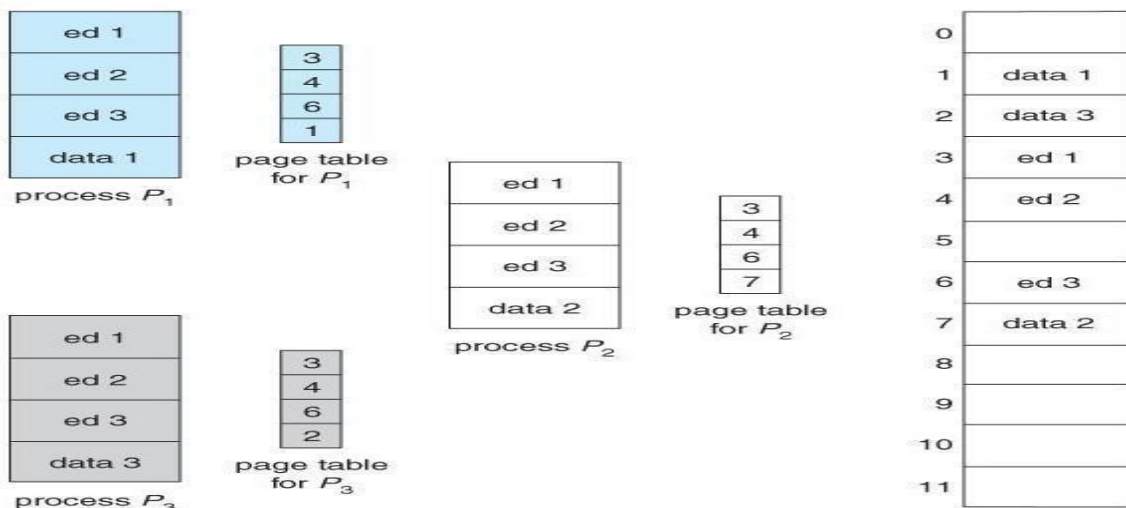 ed 1
ed 2
ed 3
data 1
process P1
3
4
6
1
page table
for P1
ed 1
ed 2
ed 3
data 2
process P2
3
4
6
7
page table
for P2
ed 1
ed 2
ed 3
data 3
process P3
3
4
6
2
page table
for P3
0
1 data 1
2 data 3
3 ed 1
4 ed 2
5
6 ed 3
7 data 2
8
9
10
11